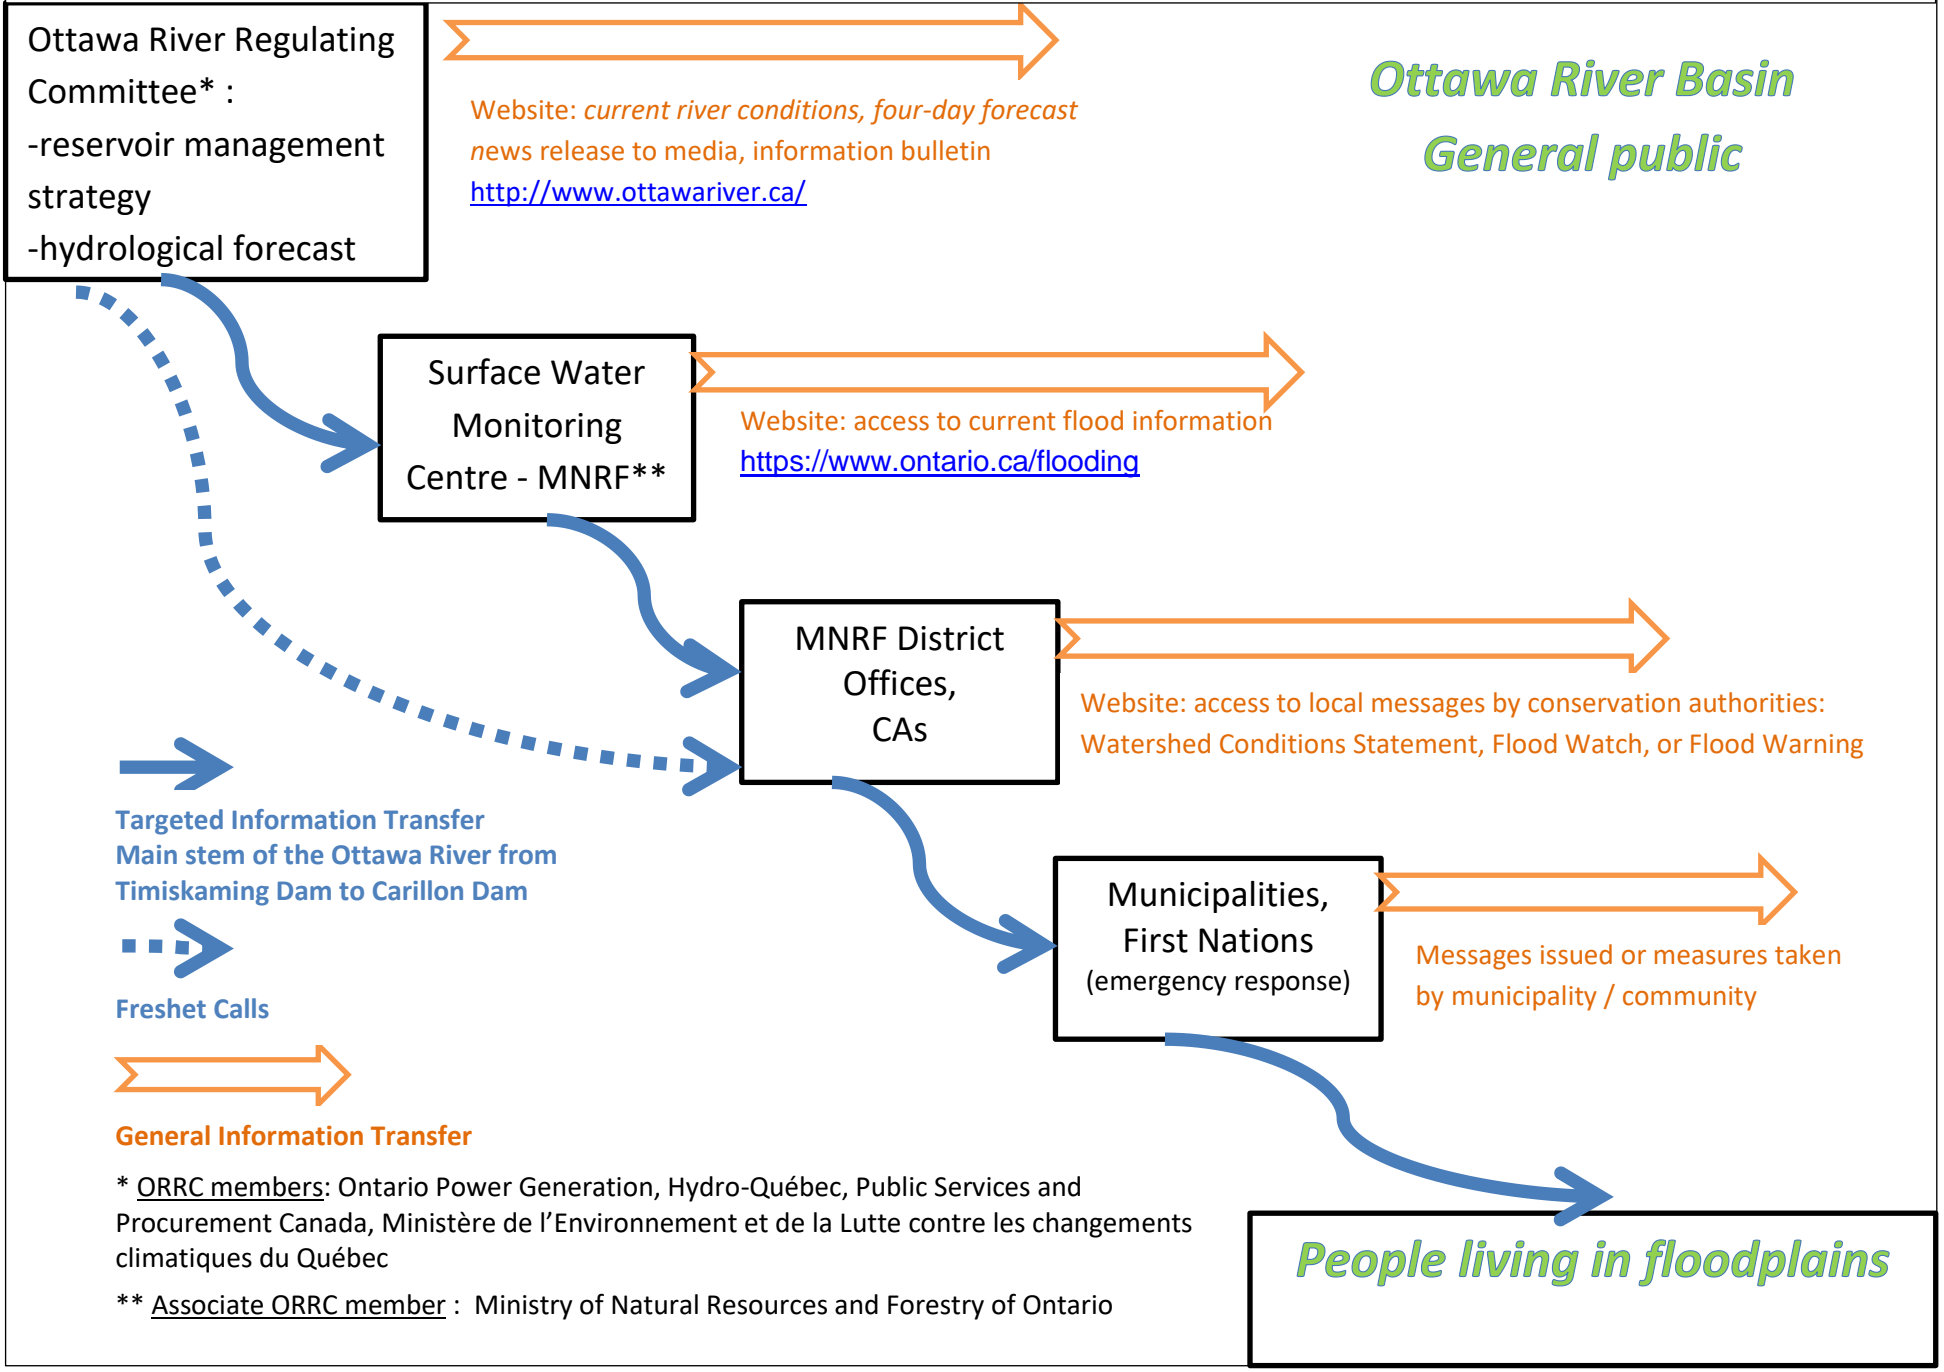 Ottawa River Regulating
Committee* :
-reservoir management
strategy
-hydrological forecast
Website: current river conditions, four-day forecast
news release to media, information bulletin
http://www.ottawariver.ca/
Ottawa River Basin
General public
Surface Water
Monitoring
Centre - MNRF**
Website: access to current flood information
https://www.ontario.ca/flooding
MNRF District
Offices,
CAs
Website: access to local messages by conservation authorities:
Watershed Conditions Statement, Flood Watch, or Flood Warning
Municipalities,
First Nations
(emergency response)
Messages issued or measures taken
by municipality / community
Targeted Information Transfer
Main stem of the Ottawa River from
Timiskaming Dam to Carillon Dam
Freshet Calls
General Information Transfer
* ORRC members: Ontario Power Generation, Hydro-Québec, Public Services and
Procurement Canada, Ministère de l’Environnement et de la Lutte contre les changements
climatiques du Québec
** Associate ORRC member : Ministry of Natural Resources and Forestry of Ontario
People living in floodplains